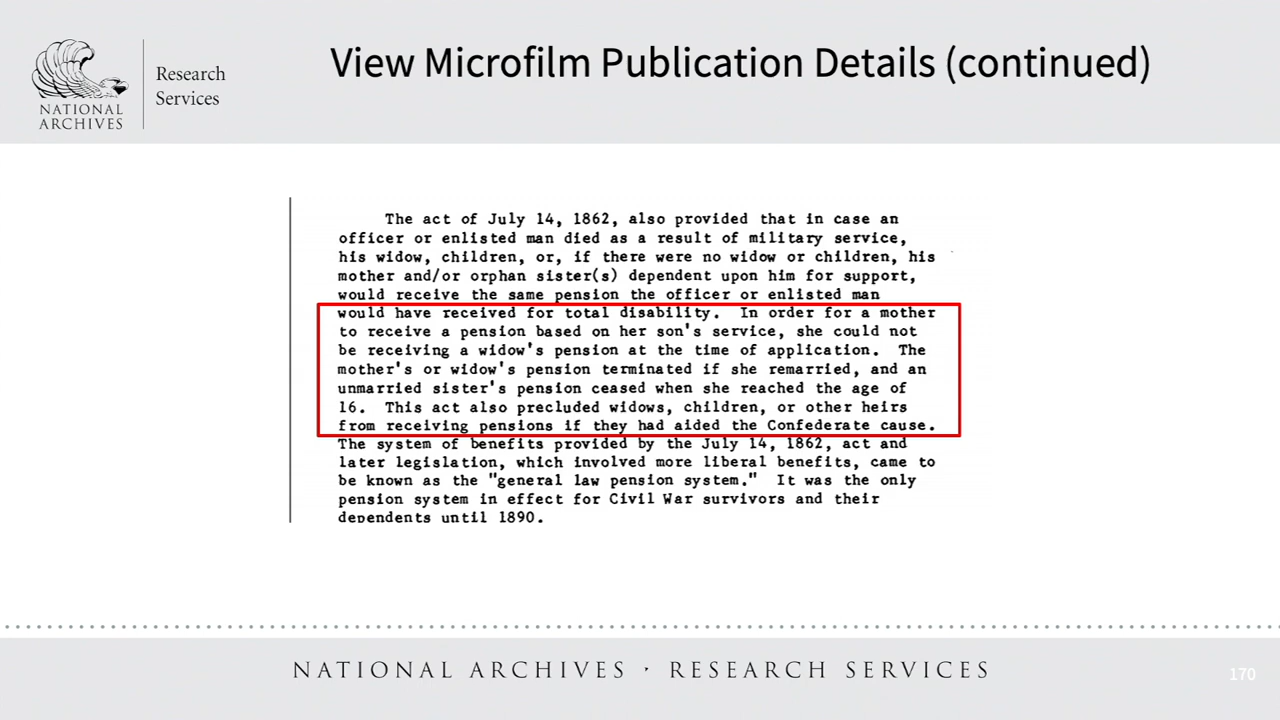 NATIONAL
ARCHIVES
Research
Services
View Microfilm Publication Details (continued)
The act of July 14, 1862, also provided that in case an
officer or enlisted man died as a result of military service,
his widow, children, or, if there were no widow or children, his
mother and/or orphan sister(s) dependent upon him for support,
would receive the same pension the officer or enlisted man
would have received for total disability. In order for a mother
to receive a pension based on her son's service, she could not
be receiving a widow's pension at the time of application. The
mother's or widow's pension terminated if she remarried, and an
unmarried sister's pension ceased when she reached the age of
16. This act also precluded widows, children, or other heirs
from receiving pensions if they had aided the Confederate cause.
The system of benefits provided by the July 14, 1862, act and
later legislation, which involved more liberal benefits, came to
be known as the "general law pension system." It was the only
pension system in effect for Civil War survivors and their
dependents until 1890.
NATIONAL ARCHIVES · RESEARCH SERVICES
170